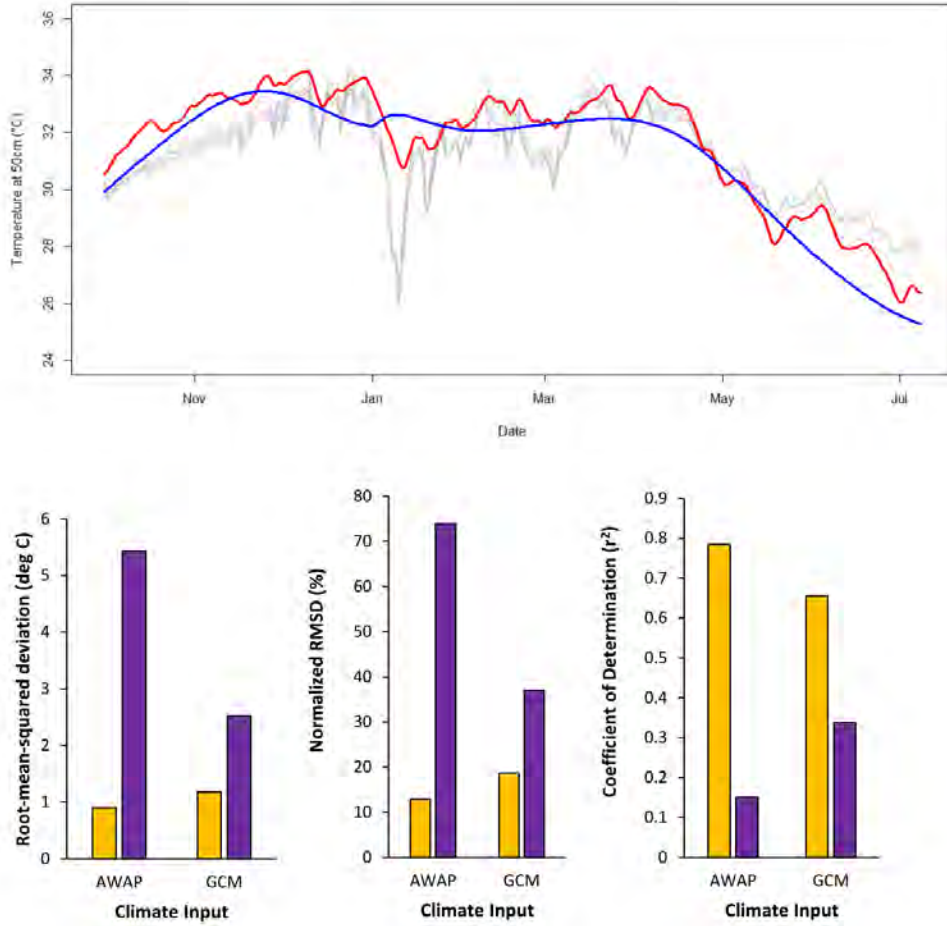 36
34
32
30
28
26
24
Temperature at 50cm (°C)
Nov
Jan
Mar
May
Jul
Date
6
5
4
3
2
1
0
Root-mean-squared deviation (deg C)
AWAP GCM
Climate Input
80
70
60
50
40
30
20
10
0
Normalized RMSD (%)
AWAP GCM
Climate Input
0.9
0.8
0.7
0.6
0.5
0.4
0.3
0.2
0.1
0
Coefficient of Determination (r²)
AWAP GCM
Climate Input